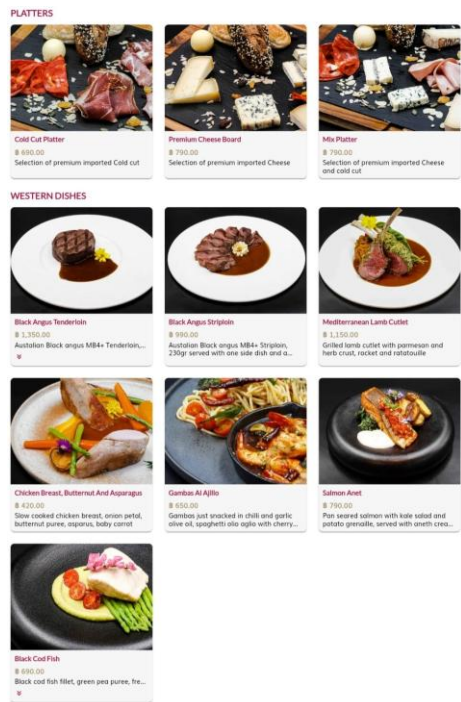 PLATTERS
Cold Cut Platter
฿ 690.00
Selection of premium imported Cold cut
Premium Cheese Board
฿ 790.00
Selection of premium imported Cheese
Mix Platter
฿ 790.00
Selection of premium imported Cheese
and cold cut
WESTERN DISHES
Black Angus Tenderloin
฿ 1,350.00
Austalian Black angus MB4+ Tenderloin,...
Black Angus Striploin
฿ 990.00
Austalian Black angus MB4+ Striploin,
230gr served with one side dish and a...
Mediterranean Lamb Cutlet
฿ 1,150.00
Grilled lamb cutlet with parmesan and
herb crust, rocket and ratatouille
Chicken Breast, Butternut And Asparagus
฿ 420.00
Slow cooked chicken breast, onion petal,
butternut puree, asparus, baby carrot
Gambas Al Ajillo
฿ 650.00
Gambas just snacked in chilli and garlic
olive oil, spaghetti olio aglio with cherry...
Salmon Anet
฿ 790.00
Pan seared salmon with kale salad and
potato grenaille, served with aneth crea...
Black Cod Fish
฿ 690.00
Black cod fish fillet, green pea puree, fre...